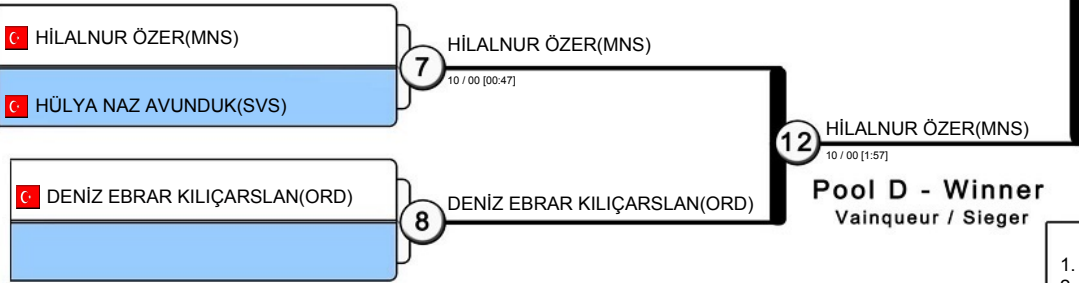 HİLALNUR ÖZER(MNS)
HÜLYA NAZ AVUNDUK(SVS)
7
HİLALNUR ÖZER(MNS)
10 / 00 [00:47]
DENİZ EBRAR KILIÇARSLAN(ORD)
8
DENİZ EBRAR KILIÇARSLAN(ORD)
12
HİLALNUR ÖZER(MNS)
10 / 00 [1:57]
Pool D - Winner
Vainqueur / Sieger
1.